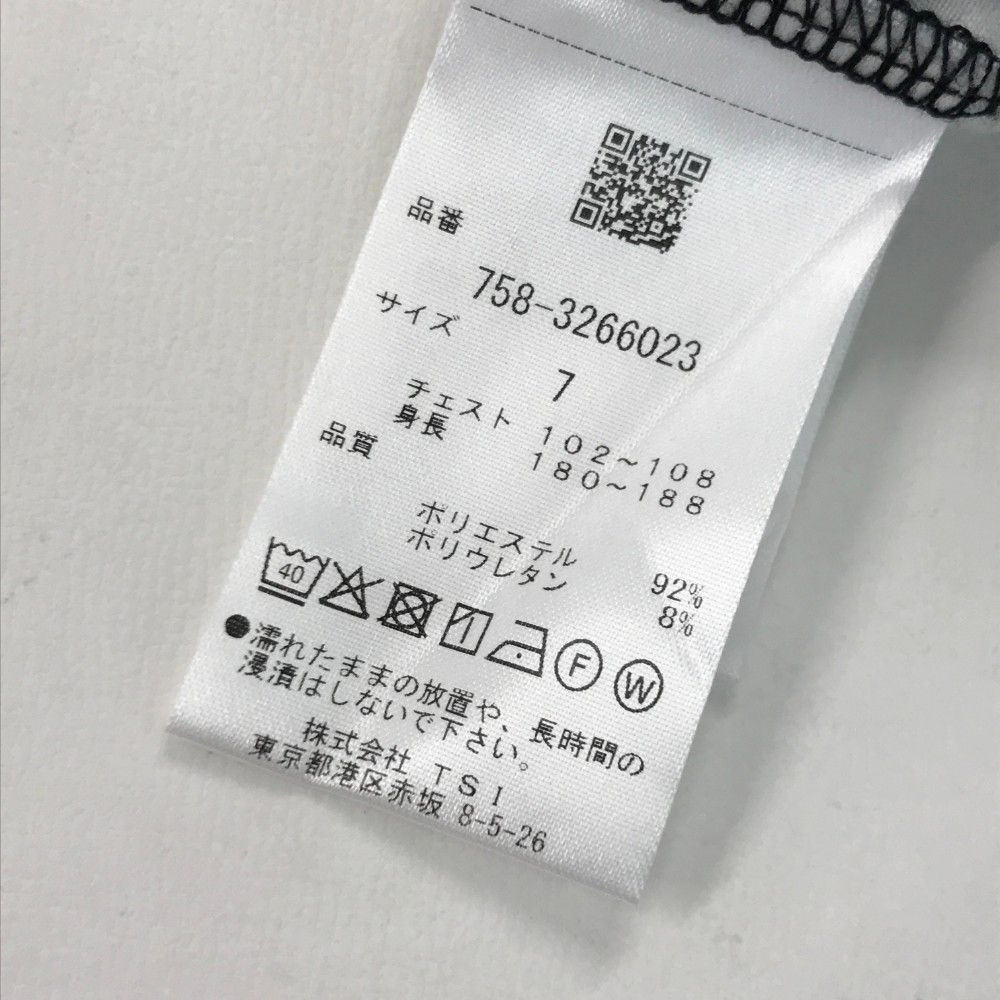 品番
758-3266023
サイズ
7
チェスト 102~108
身長 180~188
品質
ポリエステル 92%
ポリウレタン 8%
40
F W
●濡れたままの放置や、長時間の
浸漬はしないで下さい。
株式会社 TSI
東京都港区赤坂 8-5-26